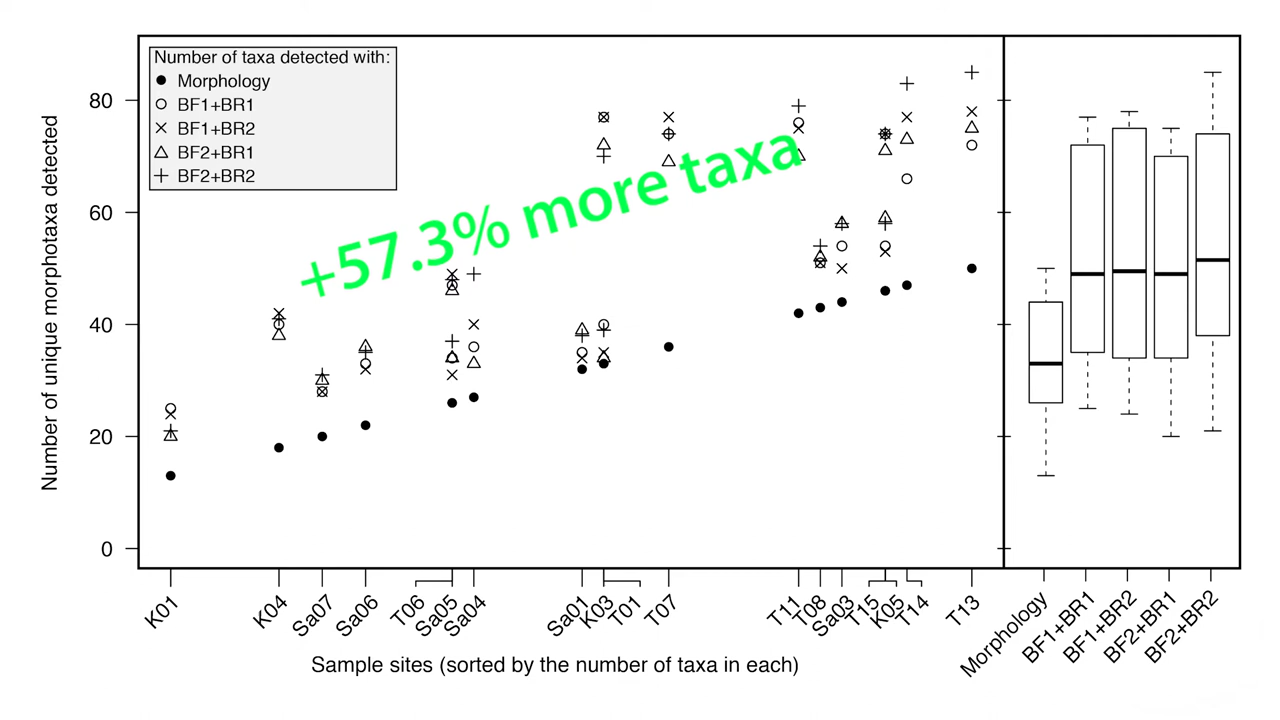 Number of taxa detected with:
Morphology
BF1+BR1
BF1+BR2
BF2+BR1
BF2+BR2
+57.3% more taxa
Number of unique morphotaxa detected
80
60
40
20
0
K01
K04
Sa07
Sa06
T06
Sa05
Sa04
Sa01
K03
T01
T07
T11
T08
Sa03
T15
K05
T14
T13
Morphology
BF1+BR1
BF1+BR2
BF2+BR1
BF2+BR2
Sample sites (sorted by the number of taxa in each)